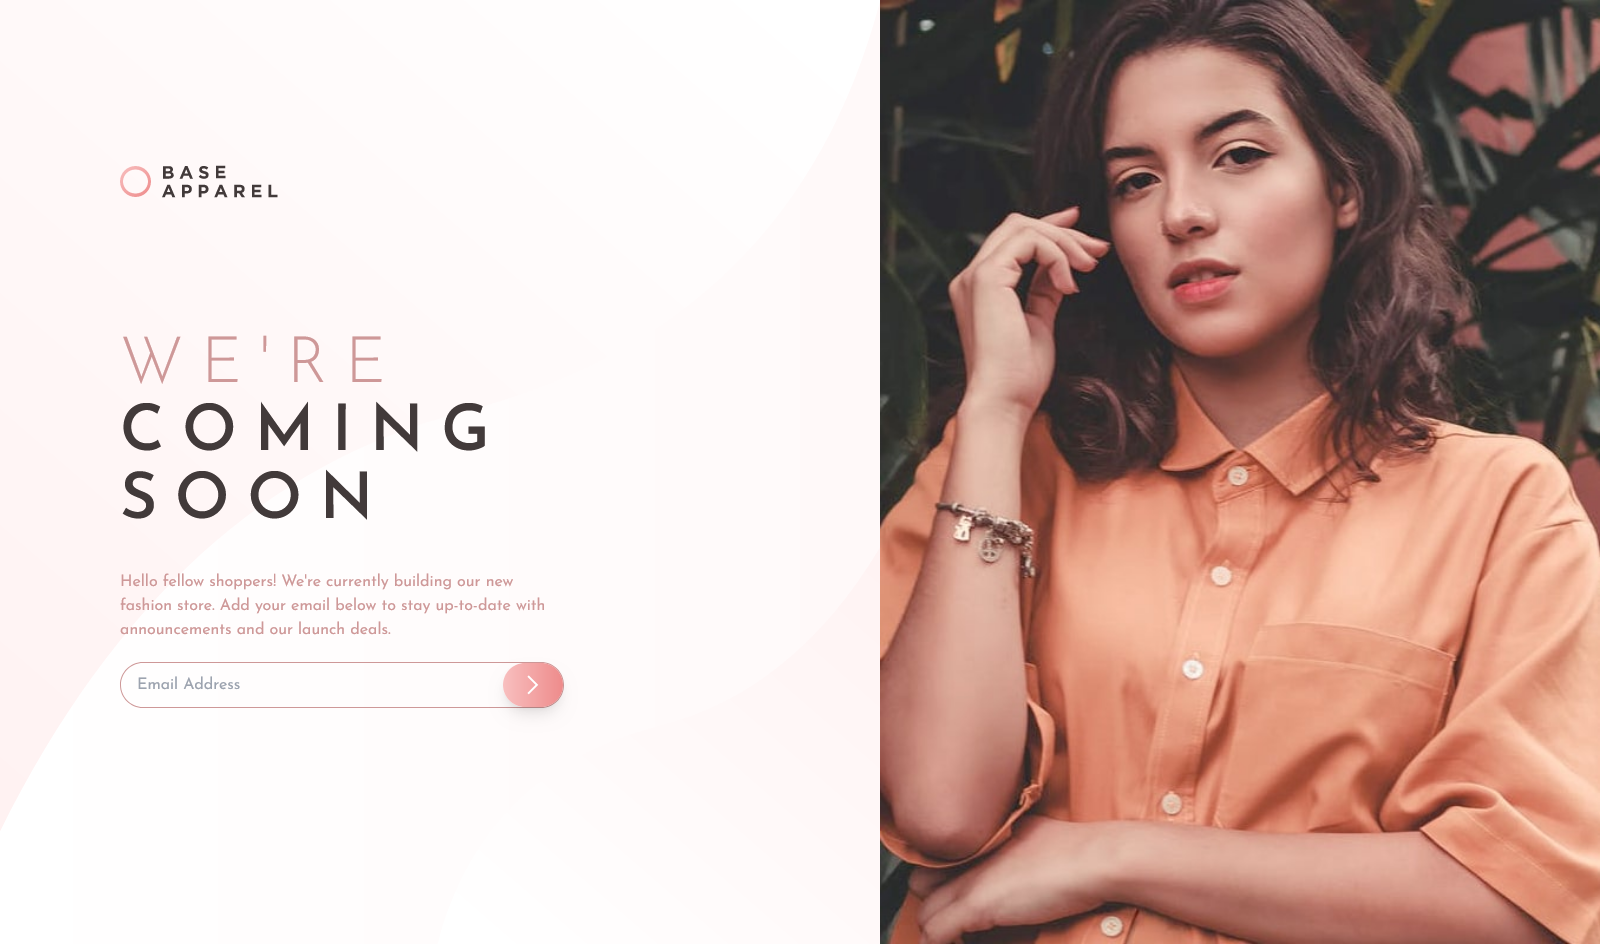 BASE
APPAREL
WE'RE
COMING
SOON
Hello fellow shoppers! We're currently building our new
fashion store. Add your email below to stay up-to-date with
announcements and our launch deals.
Email Address